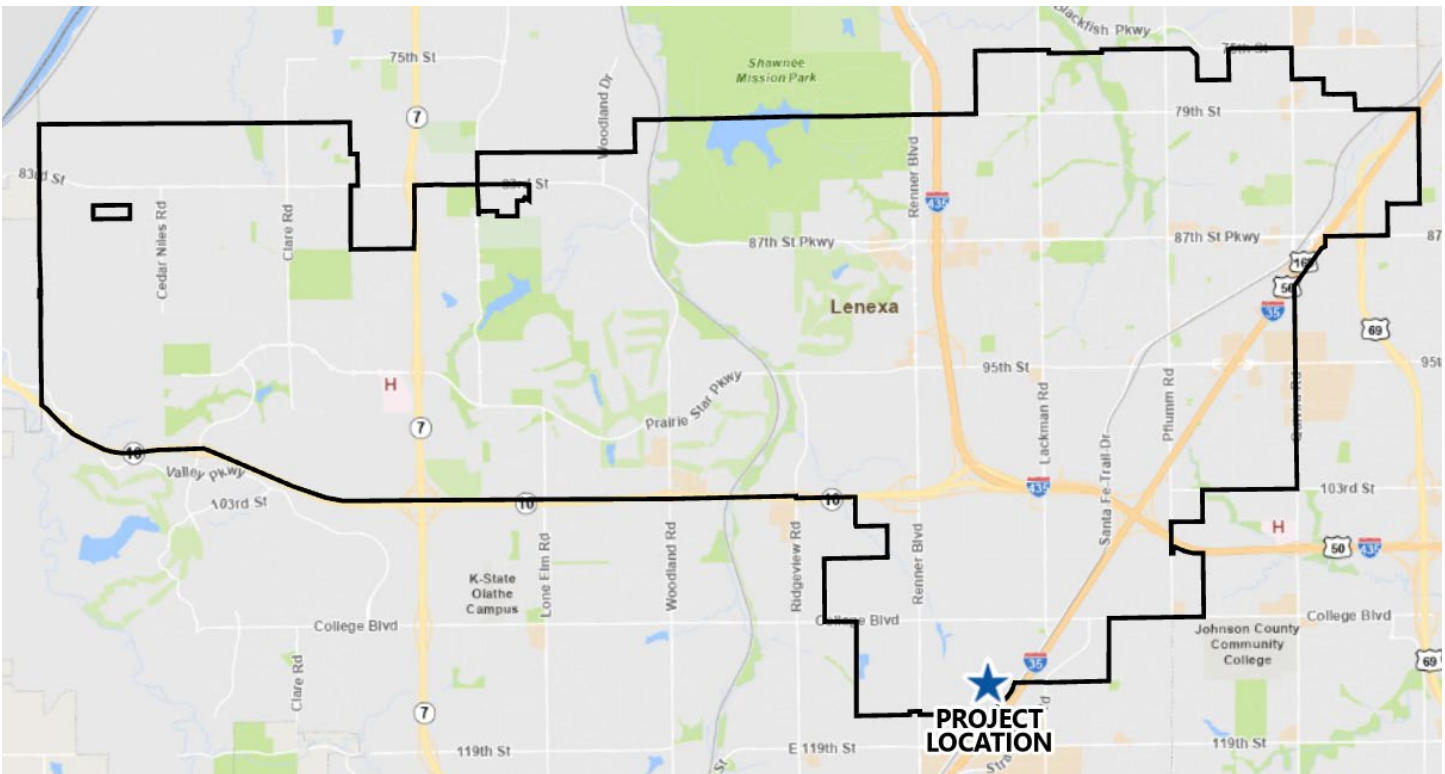 Blackfish Pkwy
75th St
75th St
Shawnee
Mission Park
Woodland Dr
7
79th St
83rd St
83rd St
Renner Blvd
435
Cedar Niles Rd
Clare Rd
87th St Pkwy
87th St Pkwy
87
169
56
Lenexa
35
69
95th St
95t
H
Prairie Star Pkwy
Lackman Rd
Pflumm Rd
Quivira Rd
7
10
Valley Pkwy
103rd St
10
10
435
Santa Fe Trail Dr
103rd St
H
50
435
Lone Elm Rd
Woodland Rd
Ridgeview Rd
Renner Blvd
K-State
Olathe
Campus
College Blvd
College Blvd
College Blvd
Johnson County
Community
College
Clare Rd
35
69
7
PROJECT
LOCATION
119th St
E 119th St
119th St
St